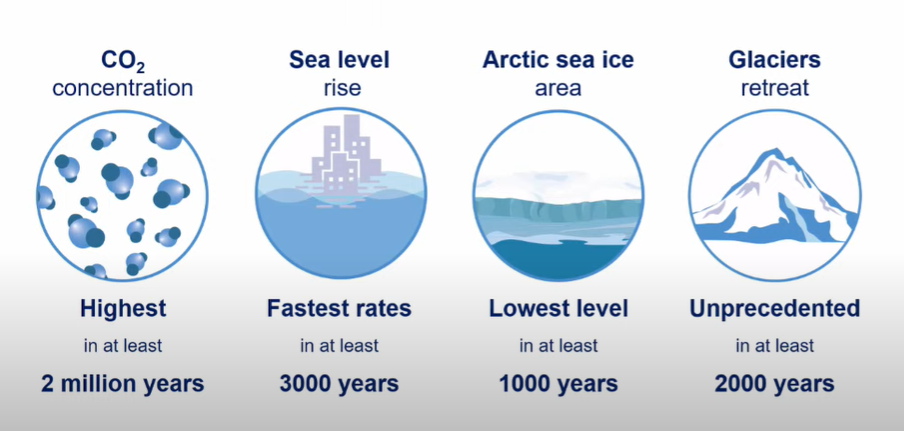 CO₂
concentration
Highest
in at least
2 million years
Sea level
rise
Fastest rates
in at least
3000 years
Arctic sea ice
area
Lowest level
in at least
1000 years
Glaciers
retreat
Unprecedented
in at least
2000 years